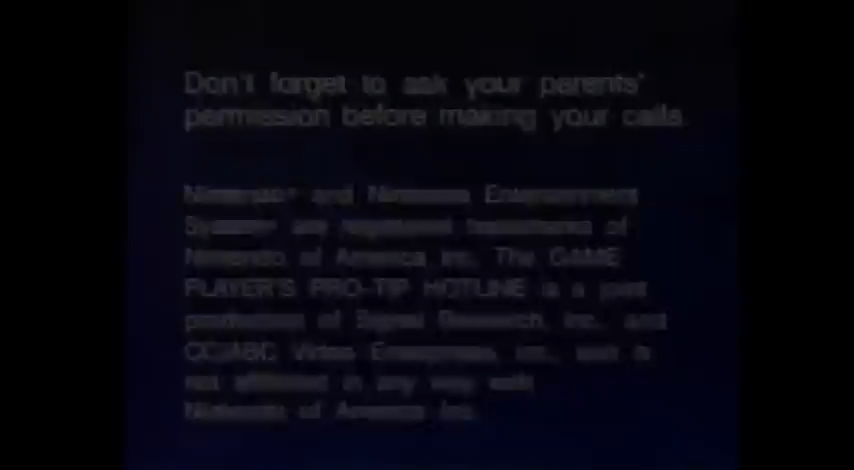 Don't forget to ask your parents'
permission before making your calls.
Nintendo® and Nintendo Entertainment
System® are registered trademarks of
Nintendo of America Inc. The GAME
PLAYER'S PRO-TIP HOTLINE is a joint
production of Signal Research, Inc., and
Video Enterprises, Inc., and is
not affiliated in any way with
Nintendo of America Inc.